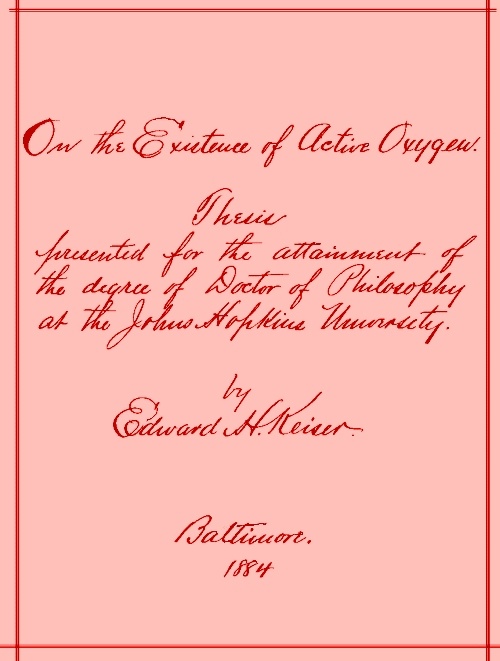 On the Existence of Active Oxygen.
Thesis
presented for the attainment of
the degree of Doctor of Philosophy
at the Johns Hopkins University.
by
Edward H. Keiser.
Baltimore.
1884